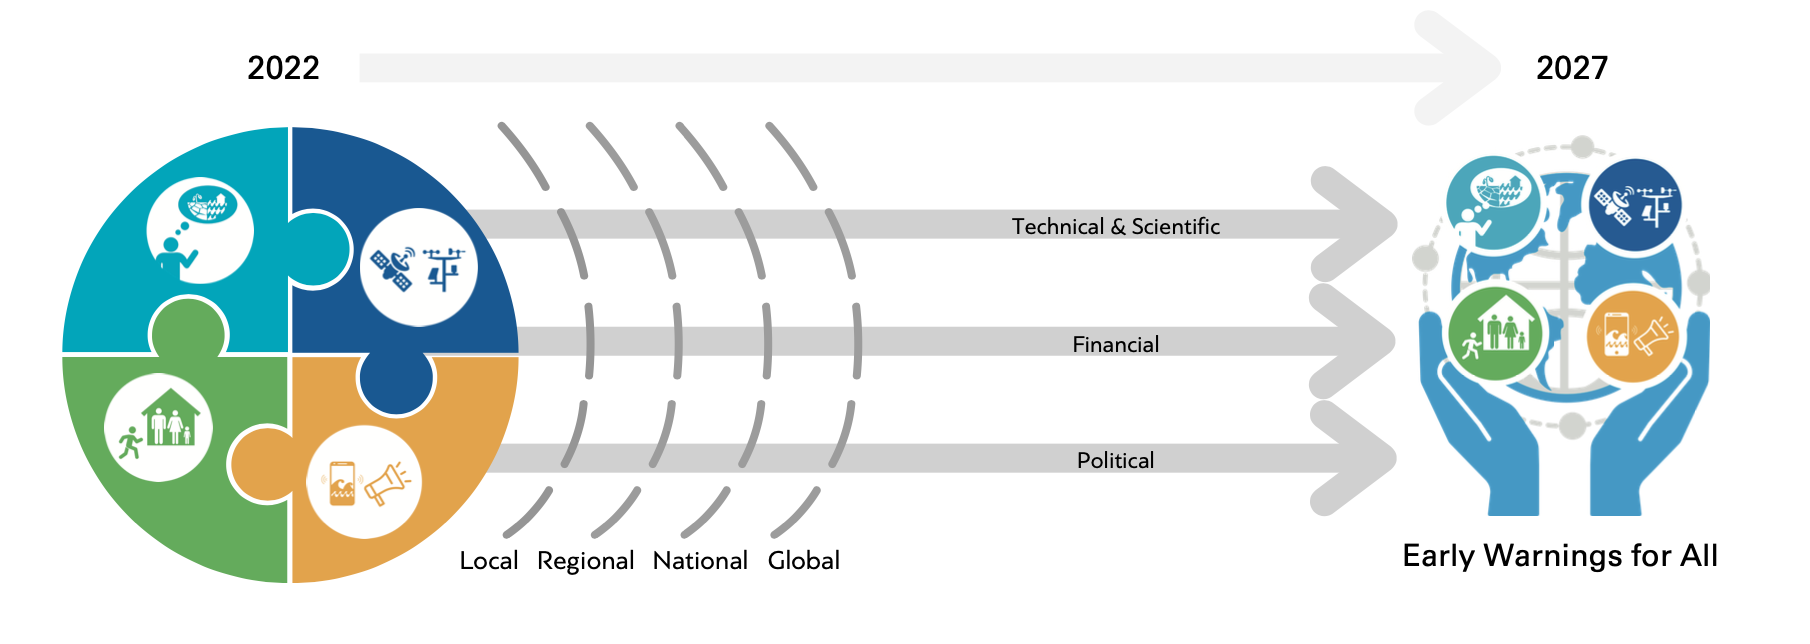 2022
2027
Technical & Scientific
Financial
Political
Local Regional National Global
Early Warnings for All